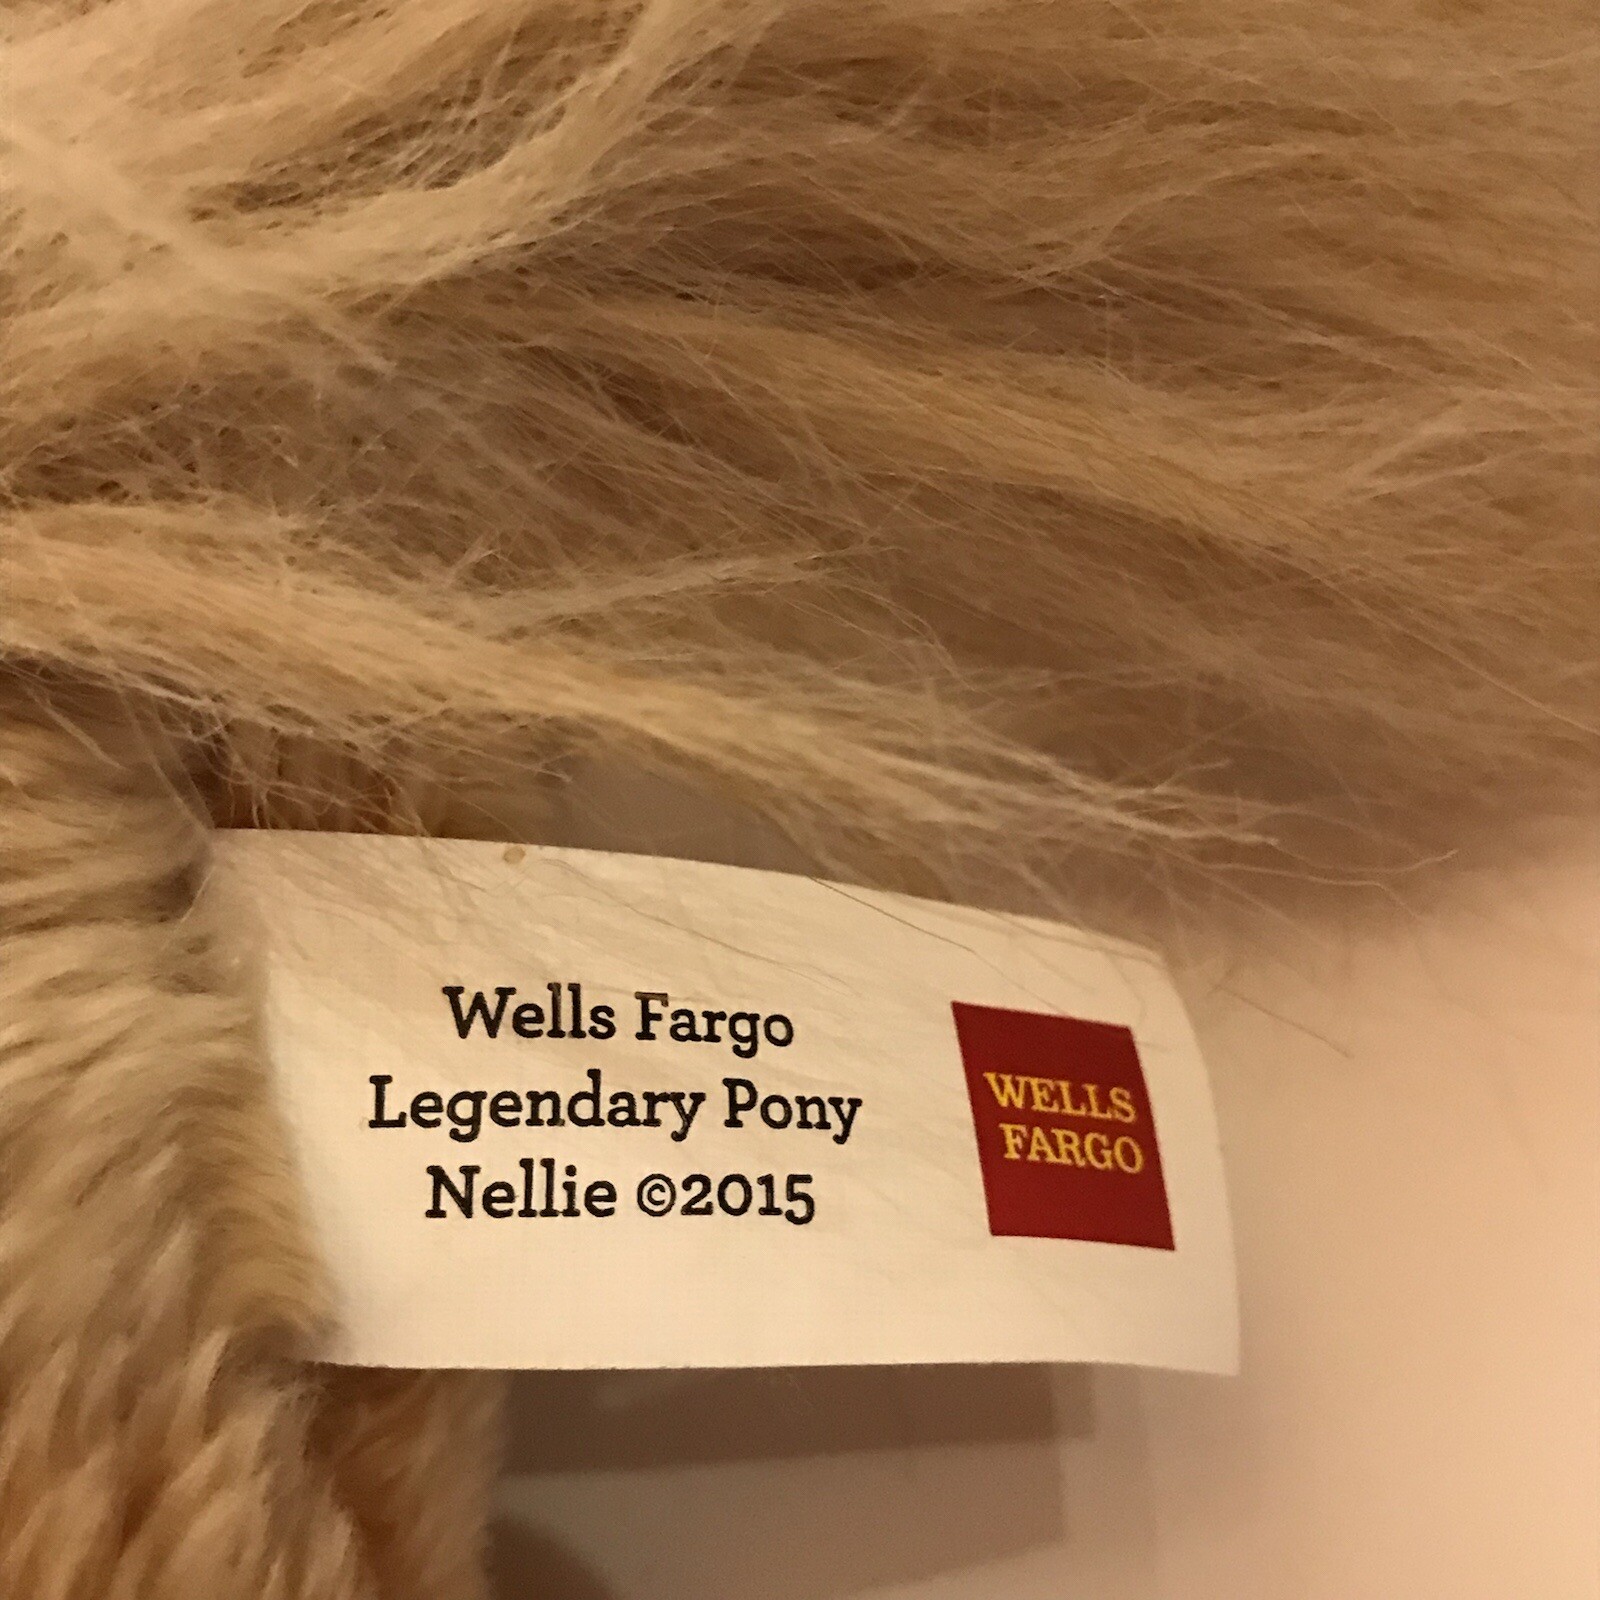 Wells Fargo
Legendary Pony
Nellie ©2015
WELLS
FARGO